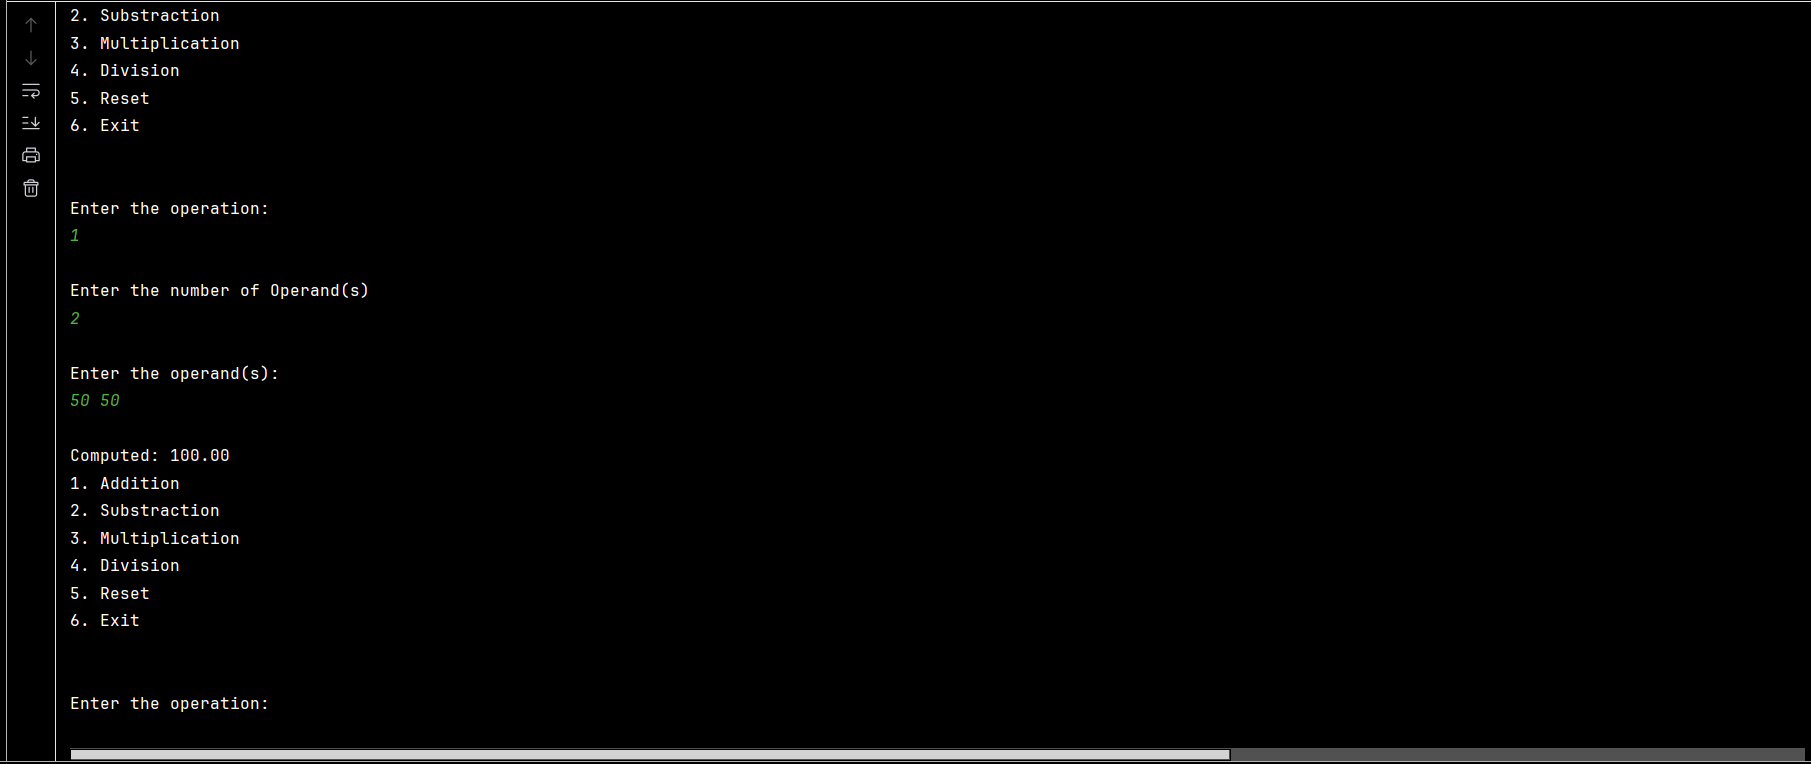 2. Substraction
3. Multiplication
4. Division
5. Reset
6. Exit
Enter the operation:
1
Enter the number of Operand(s)
2
Enter the operand(s):
50 50
Computed: 100.00
1. Addition
2. Substraction
3. Multiplication
4. Division
5. Reset
6. Exit
Enter the operation: